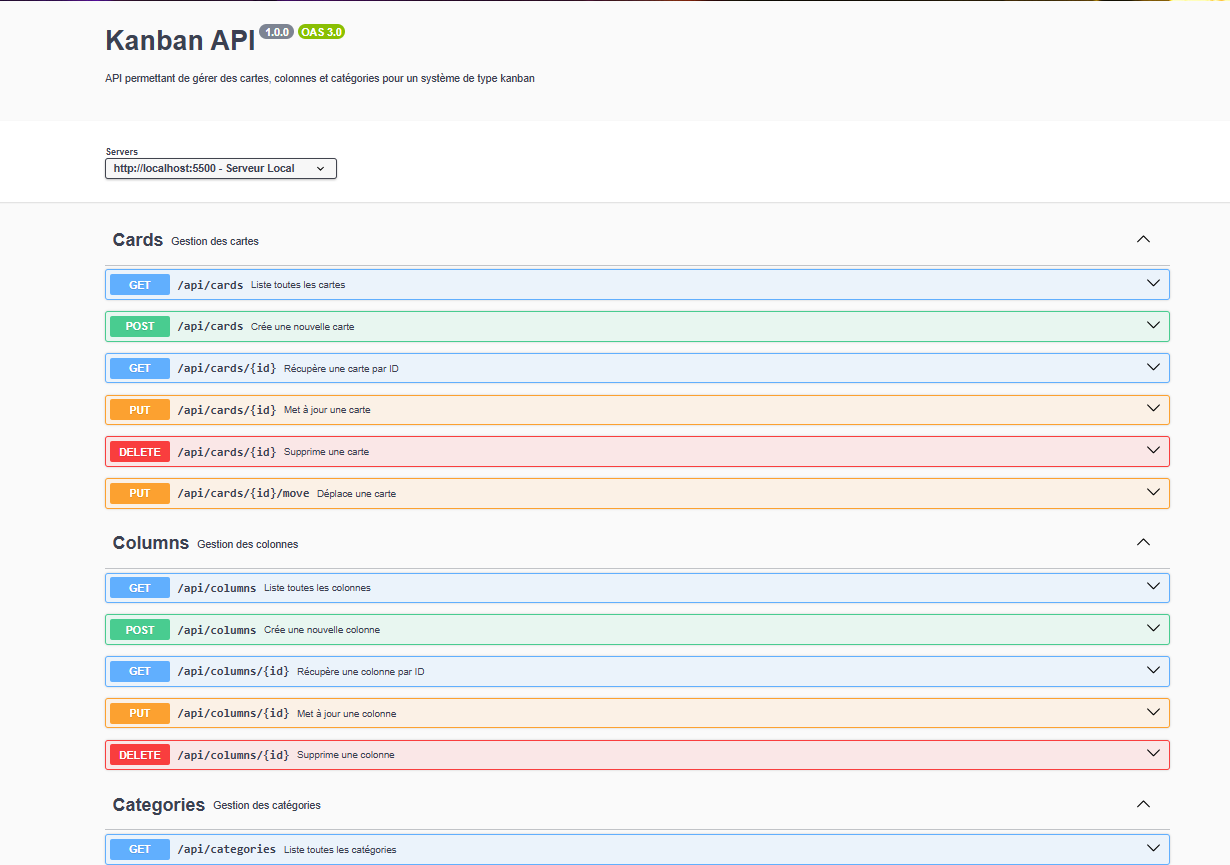 Kanban API 1.0.0 OAS 3.0
API permettant de gérer des cartes, colonnes et catégories pour un système de type kanban
Servers
http://localhost:5500 - Serveur Local
Cards Gestion des cartes
GET /api/cards Liste toutes les cartes
POST /api/cards Crée une nouvelle carte
GET /api/cards/{id} Récupère une carte par ID
PUT /api/cards/{id} Met à jour une carte
DELETE /api/cards/{id} Supprime une carte
PUT /api/cards/{id}/move Déplace une carte
Columns Gestion des colonnes
GET /api/columns Liste toutes les colonnes
POST /api/columns Crée une nouvelle colonne
GET /api/columns/{id} Récupère une colonne par ID
PUT /api/columns/{id} Met à jour une colonne
DELETE /api/columns/{id} Supprime une colonne
Categories Gestion des catégories
GET /api/categories Liste toutes les catégories